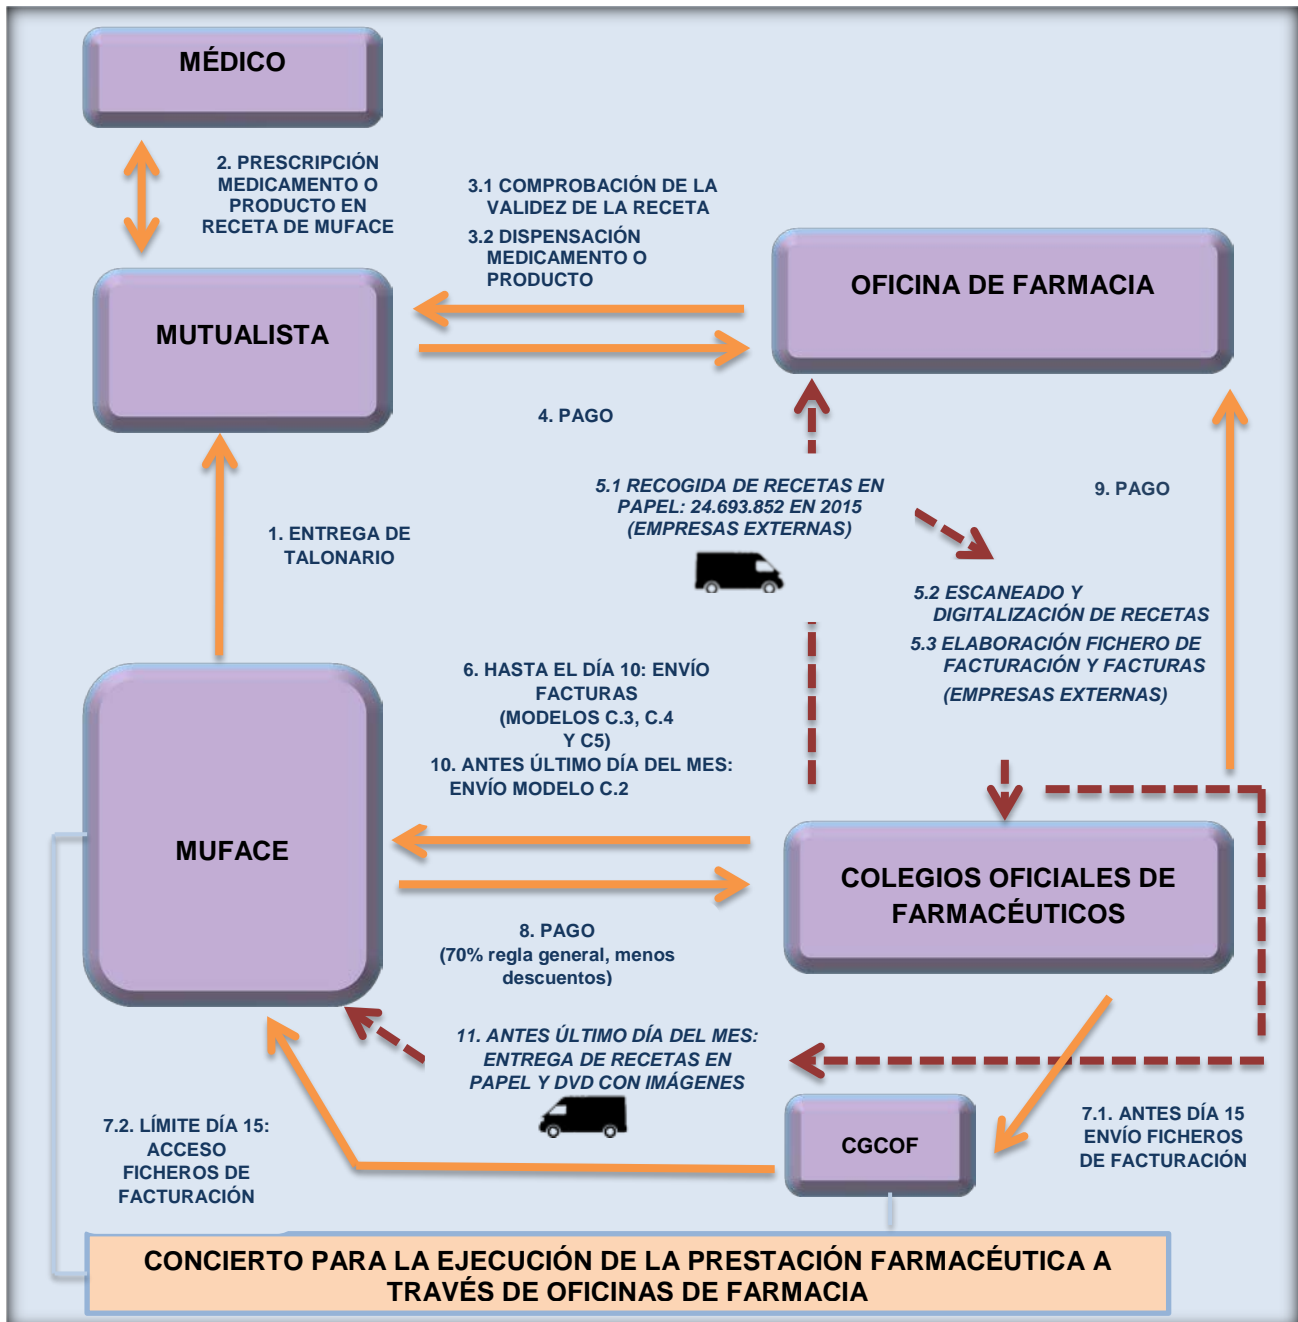 MÉDICO
2. PRESCRIPCIÓN
MEDICAMENTO O
PRODUCTO EN
RECETA DE MUFACE
3.1 COMPROBACIÓN DE LA
VALIDEZ DE LA RECETA
3.2 DISPENSACIÓN
MEDICAMENTO O
PRODUCTO
OFICINA DE FARMACIA
MUTUALISTA
4. PAGO
5.1 RECOGIDA DE RECETAS EN
PAPEL: 24.693.852 EN 2015
(EMPRESAS EXTERNAS)
9. PAGO
1. ENTREGA DE
TALONARIO
5.2 ESCANEADO Y
DIGITALIZACIÓN DE RECETAS
5.3 ELABORACIÓN FICHERO DE
FACTURACIÓN Y FACTURAS
(EMPRESAS EXTERNAS)
6. HASTA EL DÍA 10: ENVÍO
FACTURAS
(MODELOS C.3, C.4
Y C5)
10. ANTES ÚLTIMO DÍA DEL MES:
ENVÍO MODELO C.2
MUFACE
COLEGIOS OFICIALES DE
FARMACÉUTICOS
8. PAGO
(70% regla general, menos
descuentos)
11. ANTES ÚLTIMO DÍA DEL MES:
ENTREGA DE RECETAS EN
PAPEL Y DVD CON IMÁGENES
7.2. LÍMITE DÍA 15:
ACCESO
FICHEROS DE
FACTURACIÓN
CGCOF
7.1. ANTES DÍA 15
ENVÍO FICHEROS
DE FACTURACIÓN
CONCIERTO PARA LA EJECUCIÓN DE LA PRESTACIÓN FARMACÉUTICA A
TRAVÉS DE OFICINAS DE FARMACIA